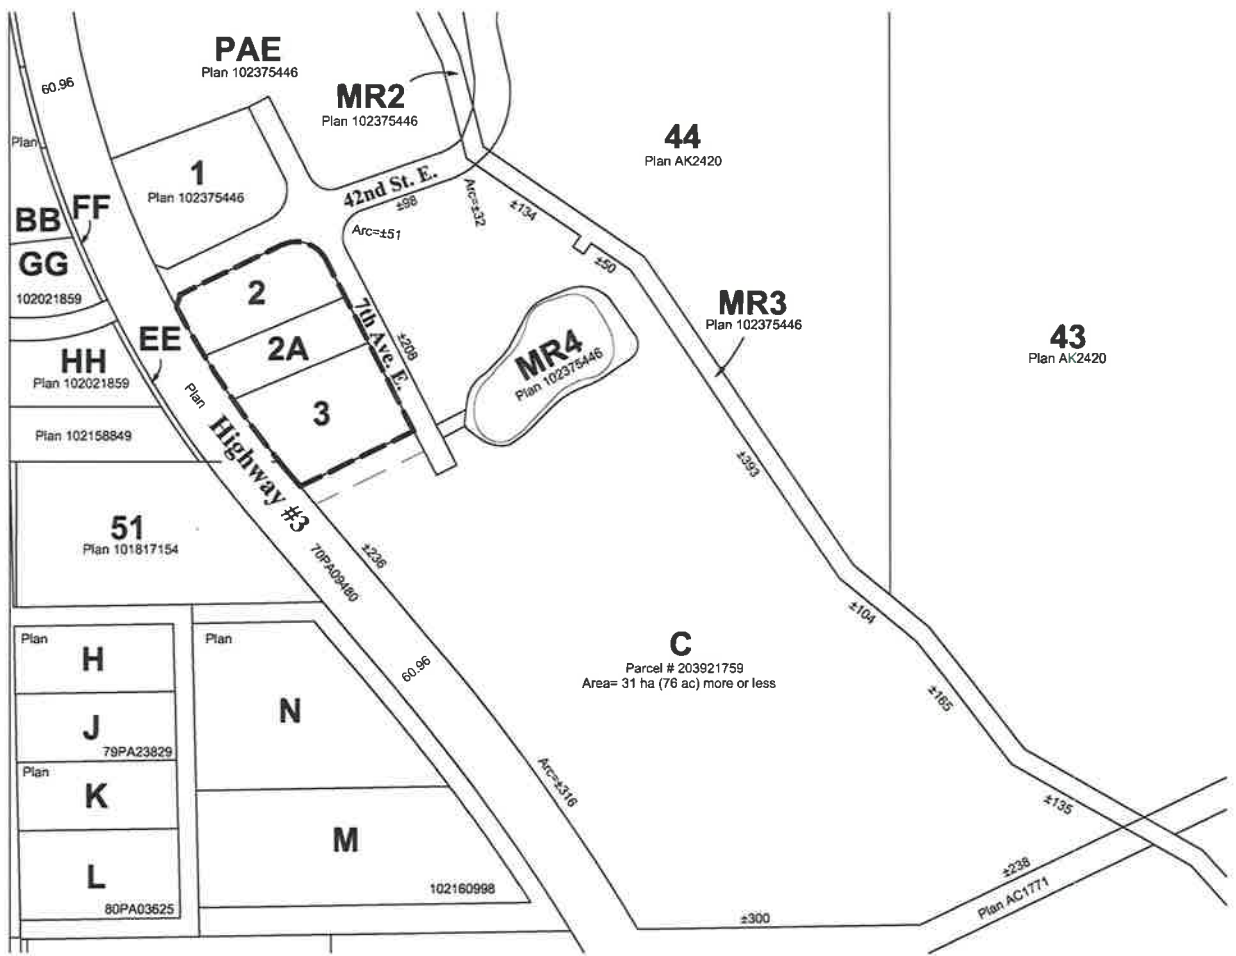 PAE
Plan 102375446
60.96
MR2
Plan 102375446
44
Plan AK2420
Plan
1
Plan 102375446
42nd St. E.
±98
Arc=±32
±134
Arc=±51
±50
BB
FF
GG
102021859
2
2A
3
7th Ave. E.
±208
MR4
Plan 102375446
MR3
Plan 102375446
43
Plan AK2420
EE
HH
Plan 102021859
Plan
Plan 102158849
Highway #3
±393
51
Plan 101817154
70PA09480
±236
±104
C
Parcel # 203921759
Area= 31 ha (76 ac) more or less
±165
Plan
H
Plan
60.96
N
J
79PA23829
Plan
K
Arc=±316
±135
M
L
80PA03625
102160998
±238
Plan AC1771
±300